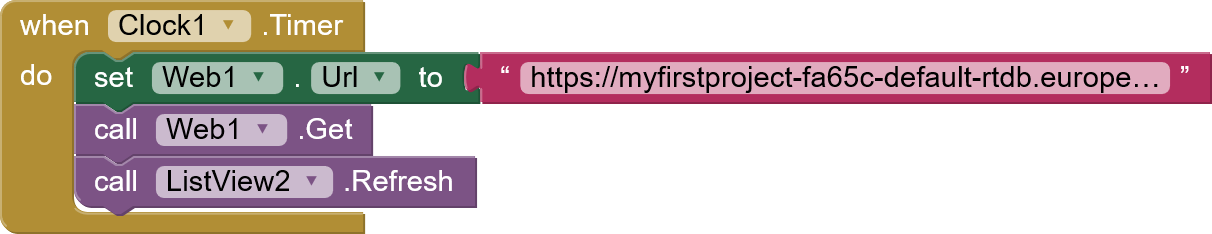 when Clock1 .Timer
do set Web1 . Url to “ https://myfirstproject-fa65c-default-rtdb.europe… ”
call Web1 .Get
call ListView2 .Refresh